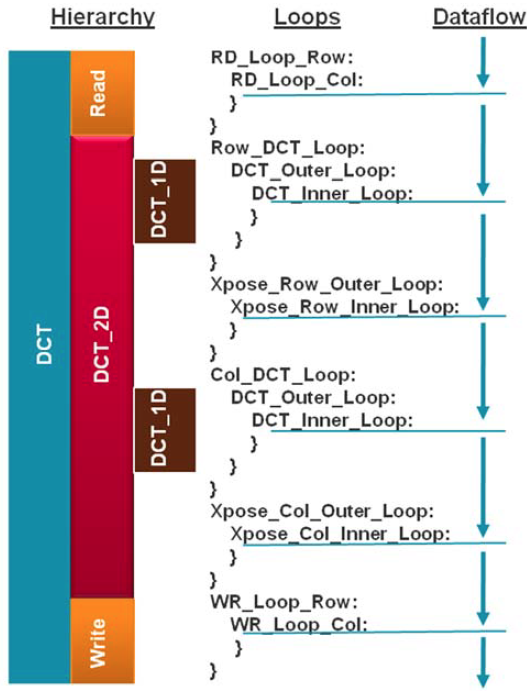 Hierarchy
Loops
Dataflow
DCT
Read
DCT_2D
DCT_1D
DCT_1D
Write
RD_Loop_Row:
RD_Loop_Col:
}
}
Row_DCT_Loop:
DCT_Outer_Loop:
DCT_Inner_Loop:
}
}
}
Xpose_Row_Outer_Loop:
Xpose_Row_Inner_Loop:
}
}
Col_DCT_Loop:
DCT_Outer_Loop:
DCT_Inner_Loop:
}
}
}
Xpose_Col_Outer_Loop:
Xpose_Col_Inner_Loop:
}
}
WR_Loop_Row:
WR_Loop_Col:
}
}